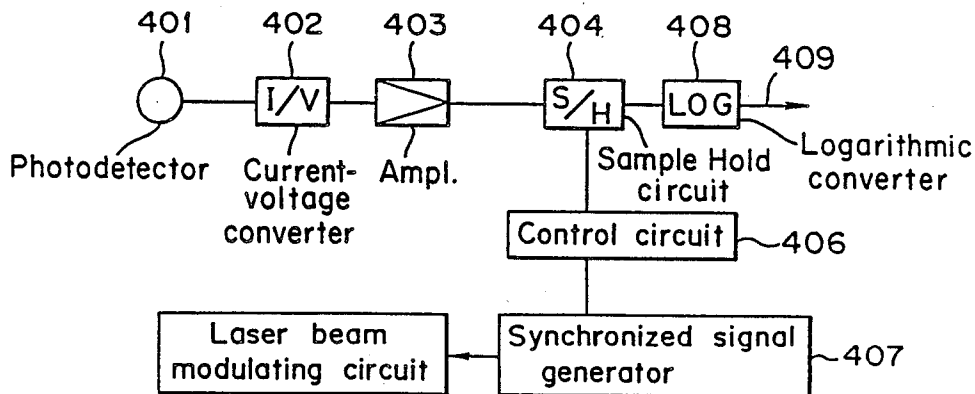 401
402
403
404
408
409
I/V
S/H
LOG
Photodetector
Current-
voltage
converter
Ampl.
Sample Hold
circuit
Logarithmic
converter
Control circuit
406
Laser beam
modulating circuit
Synchronized signal
generator
407